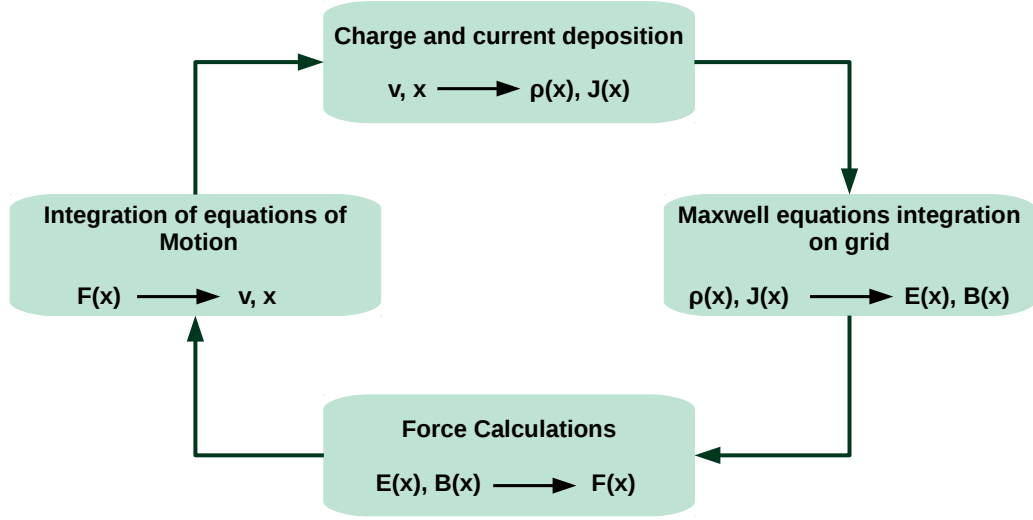 Charge and current deposition
v, x ⟶ ρ(x), J(x)
Integration of equations of
Motion
F(x) ⟶ v, x
Maxwell equations integration
on grid
ρ(x), J(x) ⟶ E(x), B(x)
Force Calculations
E(x), B(x) ⟶ F(x)